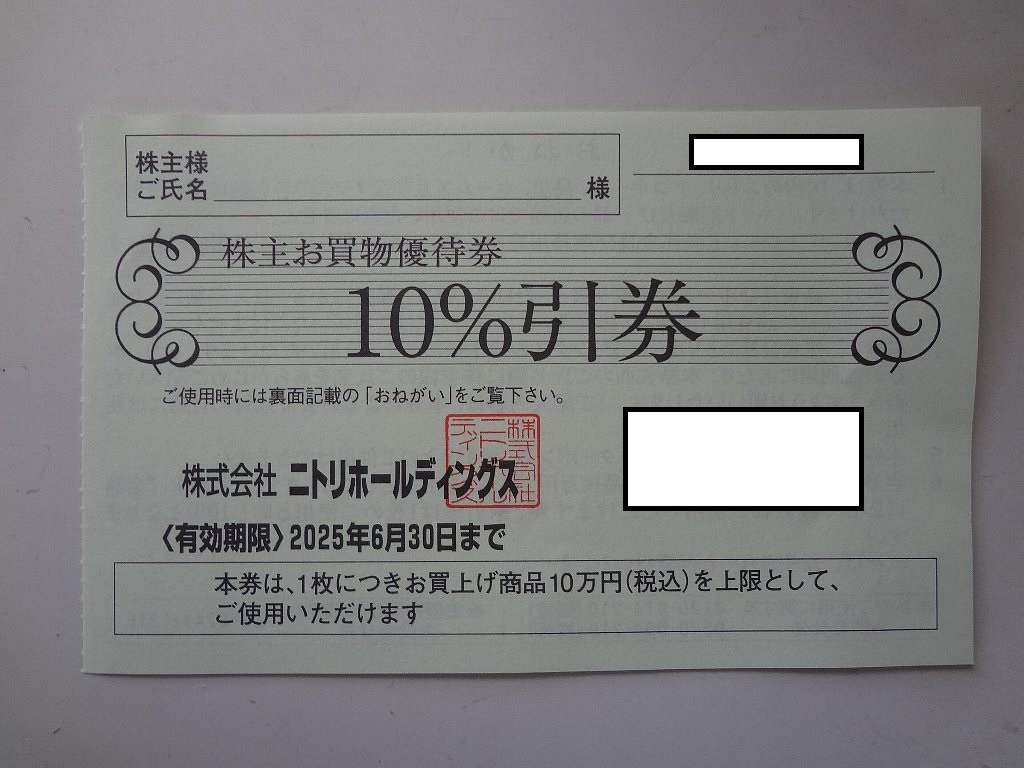 株主様
ご氏名 様
株主お買物優待券
10%引券
ご使用時には裏面記載の「おねがい」をご覧下さい。
株式会社 ニトリホールディングス
〈有効期限〉2025年6月30日まで
本券は、1枚につきお買上げ商品10万円(税込)を上限として、
ご使用いただけます